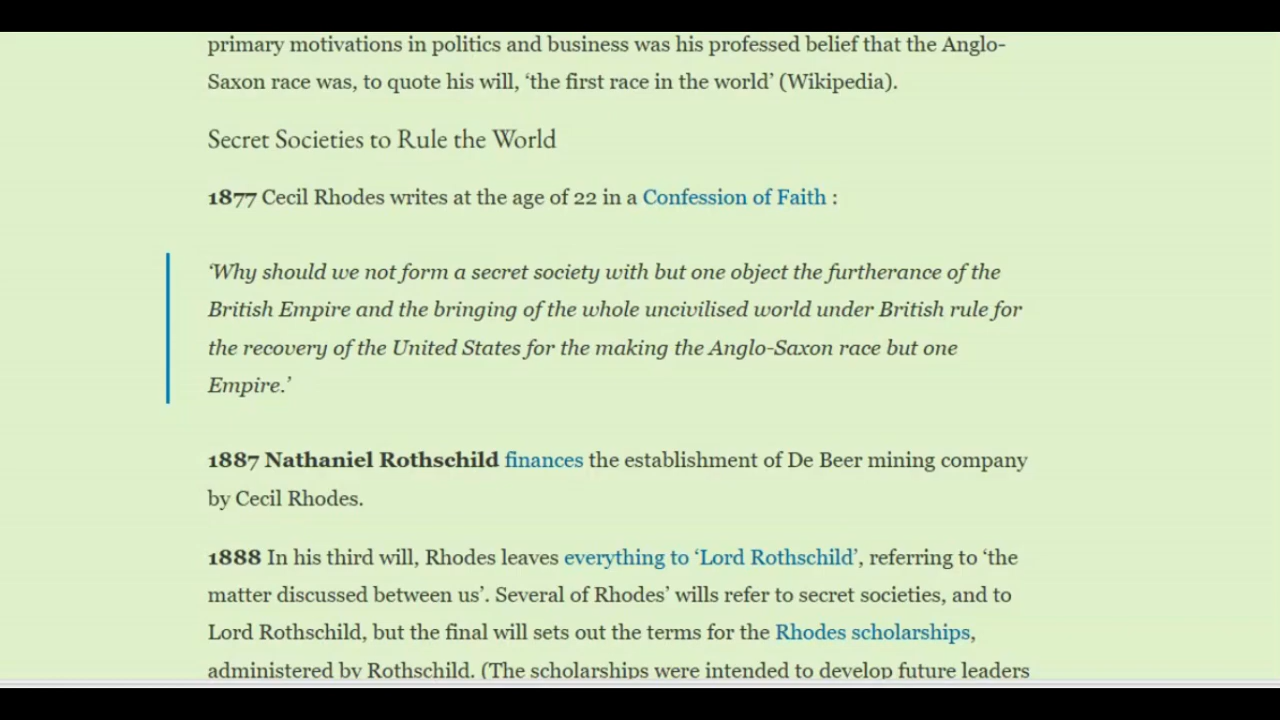 primary motivations in politics and business was his professed belief that the Anglo-
Saxon race was, to quote his will, ‘the first race in the world’ (Wikipedia).
Secret Societies to Rule the World
1877 Cecil Rhodes writes at the age of 22 in a Confession of Faith :
‘Why should we not form a secret society with but one object the furtherance of the
British Empire and the bringing of the whole uncivilised world under British rule for
the recovery of the United States for the making the Anglo-Saxon race but one
Empire.’
1887 Nathaniel Rothschild finances the establishment of De Beer mining company
by Cecil Rhodes.
1888 In his third will, Rhodes leaves everything to ‘Lord Rothschild’, referring to ‘the
matter discussed between us’. Several of Rhodes’ wills refer to secret societies, and to
Lord Rothschild, but the final will sets out the terms for the Rhodes scholarships,
administered by Rothschild. (The scholarships were intended to develop future leaders